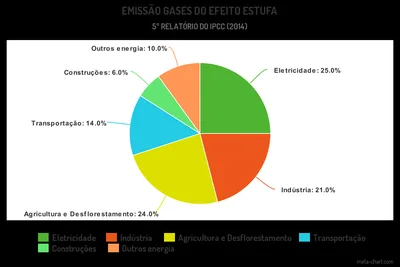 EMISSÃO GASES DO EFEITO ESTUFA
5º RELATÓRIO DO IPCC (2014)
Outros energia: 10.0%
Eletricidade: 25.0%
Construções: 6.0%
Transportação: 14.0%
Indústria: 21.0%
Agricultura e Desflorestamento: 24.0%
Eletricidade Indústria Agricultura e Desflorestamento Transportação
Construções Outros energia
meta-chart.com